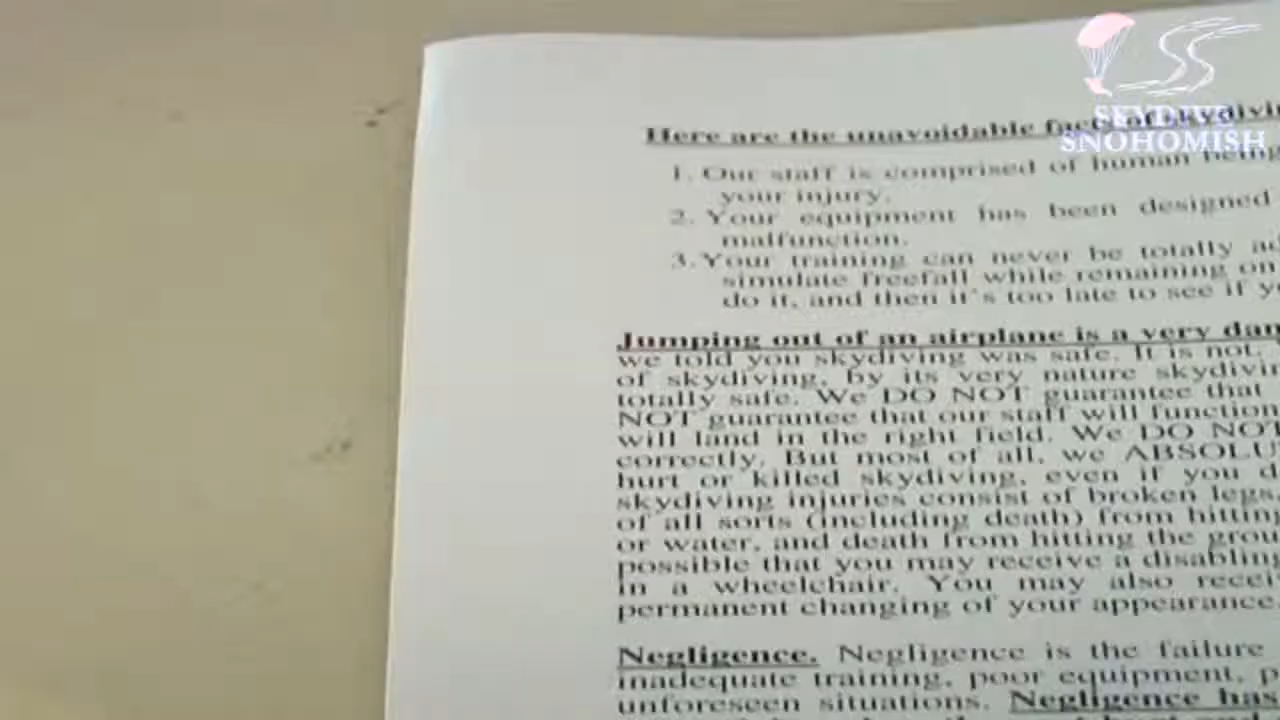 SKYDIVE
SNOHOMISH
Here are the unavoidable facts of skydivin
1. Our staff is comprised of human being
your injury.
2. Your equipment has been designed
malfunction.
3. Your training can never be totally ad
simulate freefall while remaining on
do it, and then it's too late to see if yo
Jumping out of an airplane is a very dan
we told you skydiving was safe. It is not.
of skydiving, by its very nature skydivin
totally safe. We DO NOT guarantee that
NOT guarantee that our staff will function
will land in the right field. We DO NOT
correctly. But most of all, we ABSOLU
hurt or killed skydiving, even if you d
skydiving injuries consist of broken legs,
of all sorts (including death) from hitting
or water, and death from hitting the grou
possible that you may receive a disabling
in a wheelchair. You may also recei
permanent changing of your appearance.
Negligence. Negligence is the failure
inadequate training, poor equipment, p
unforeseen situations. Negligence has